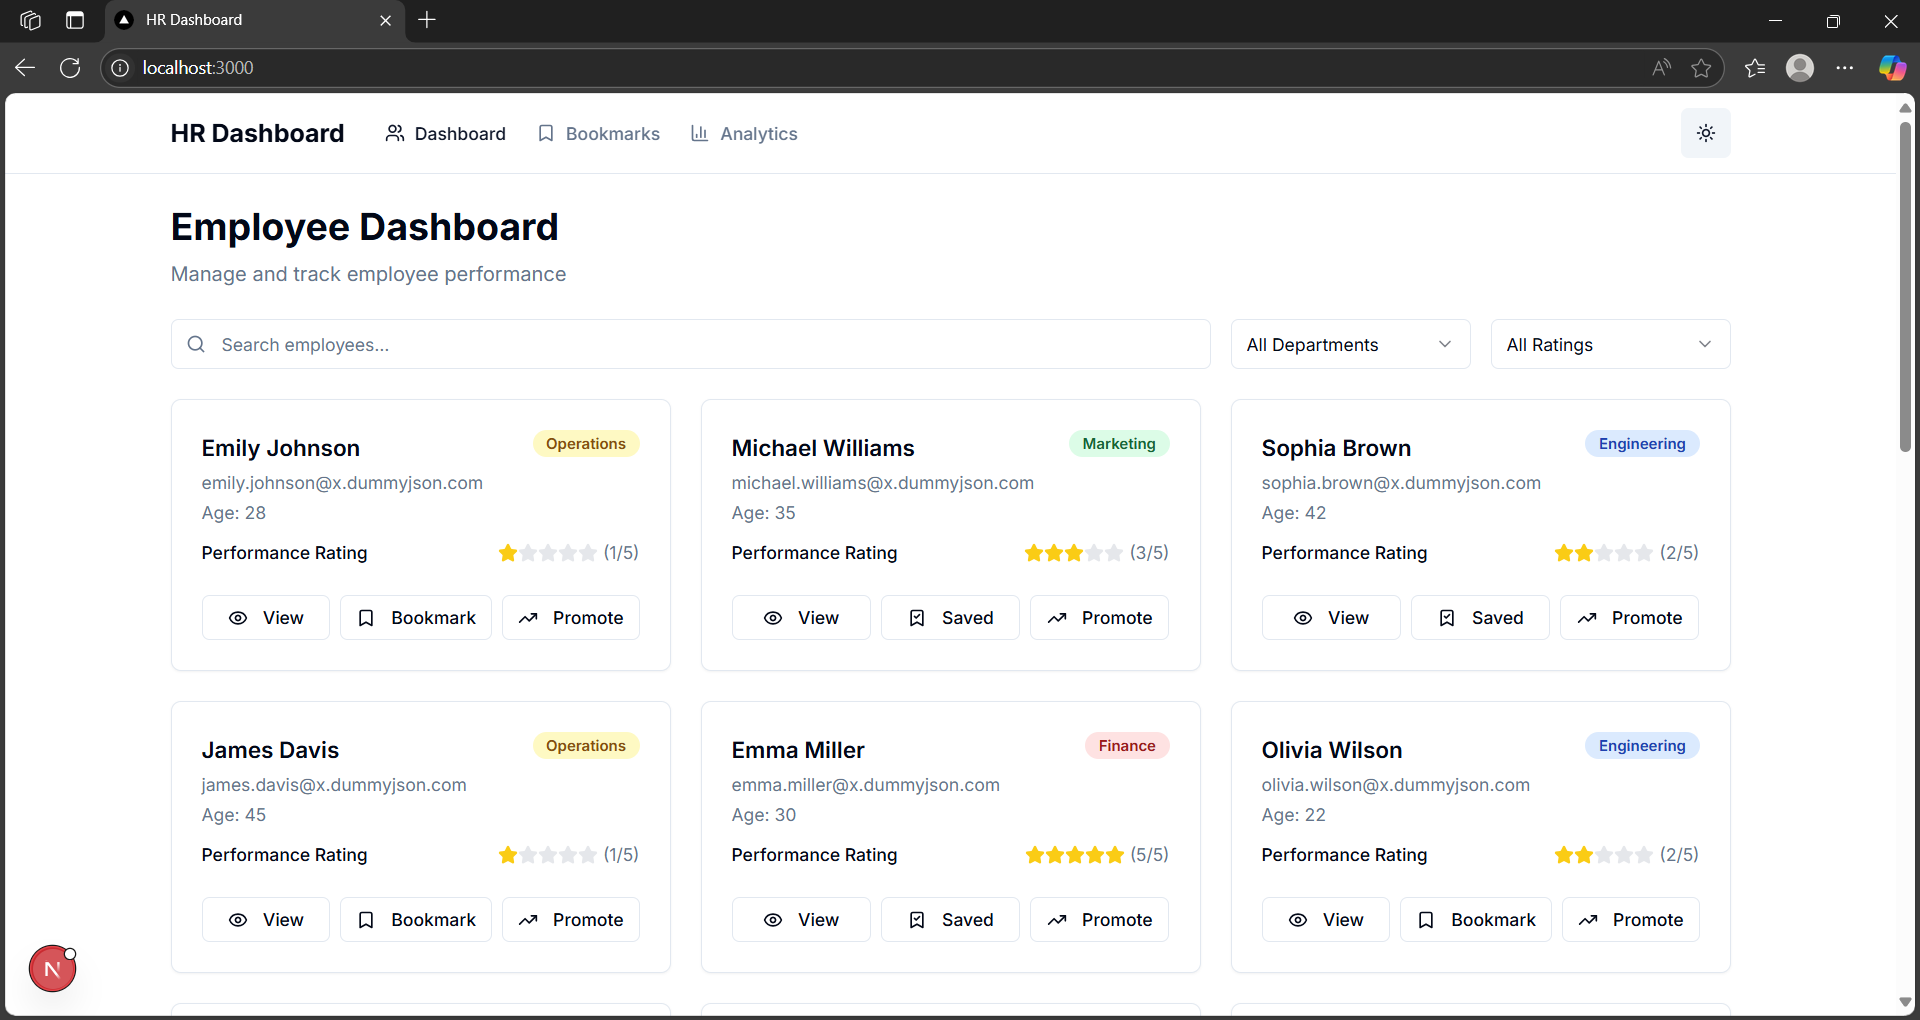 HR Dashboard
localhost:3000
HR Dashboard Dashboard Bookmarks Analytics
Employee Dashboard
Manage and track employee performance
Search employees... All Departments All Ratings
Emily Johnson Operations
emily.johnson@x.dummyjson.com
Age: 28
Performance Rating (1/5)
View Bookmark Promote
Michael Williams Marketing
michael.williams@x.dummyjson.com
Age: 35
Performance Rating (3/5)
View Saved Promote
Sophia Brown Engineering
sophia.brown@x.dummyjson.com
Age: 42
Performance Rating (2/5)
View Saved Promote
James Davis Operations
james.davis@x.dummyjson.com
Age: 45
Performance Rating (1/5)
View Bookmark Promote
Emma Miller Finance
emma.miller@x.dummyjson.com
Age: 30
Performance Rating (5/5)
View Saved Promote
Olivia Wilson Engineering
olivia.wilson@x.dummyjson.com
Age: 22
Performance Rating (2/5)
View Bookmark Promote
N